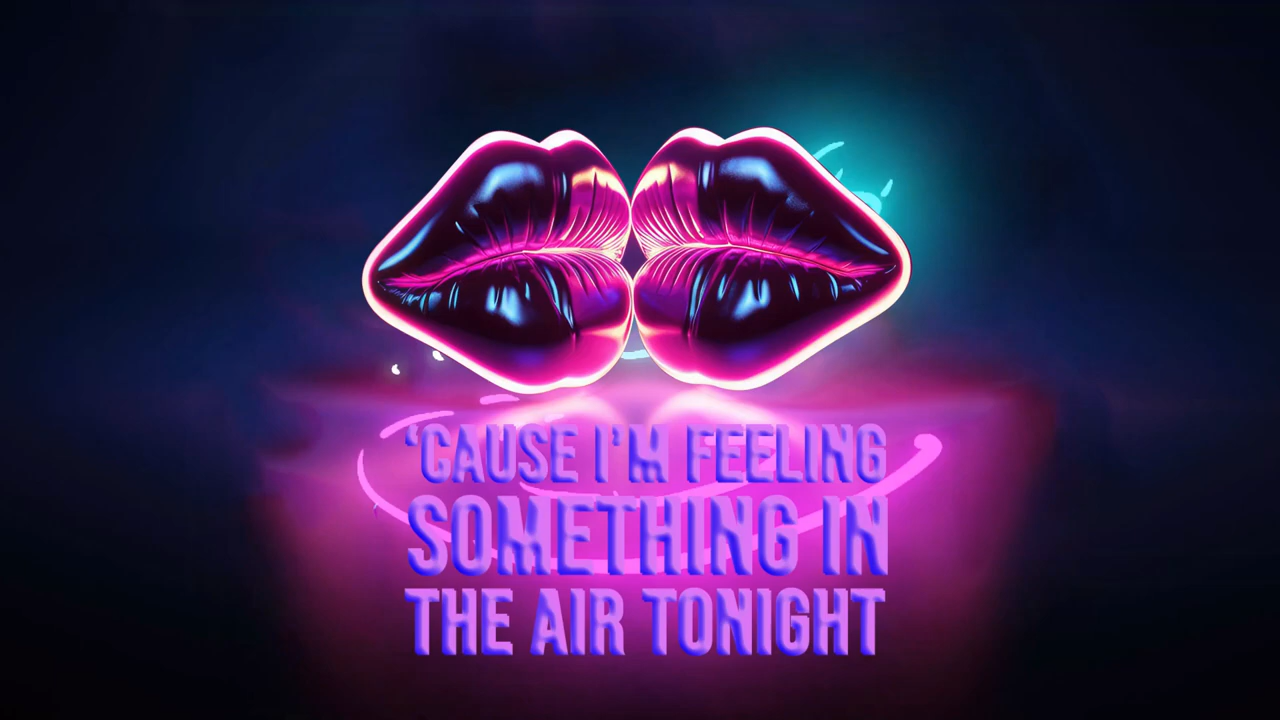 ‘CAUSE I’M FEELING
SOMETHING IN
THE AIR TONIGHT